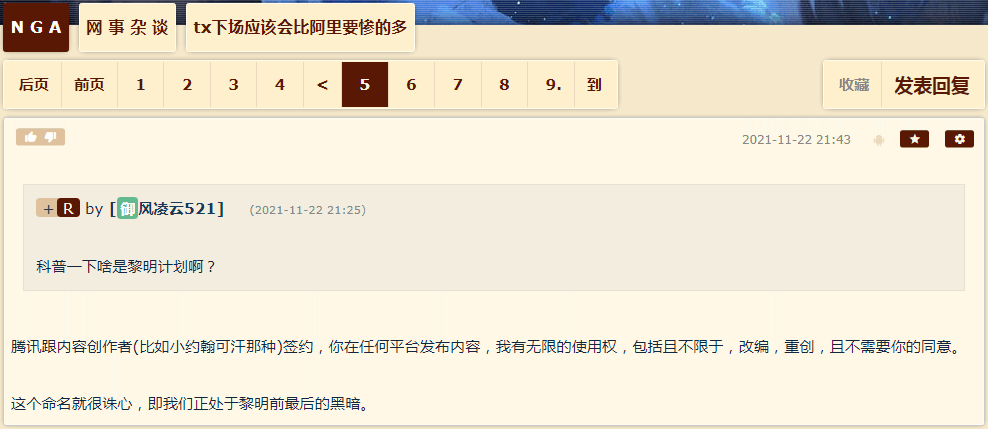 NGA 网事杂谈 tx下场应该会比阿里要惨的多
后页 前页 1 2 3 4 < 5 6 7 8 9. 到 收藏 发表回复
2021-11-22 21:43
+ R by [御风凌云521] (2021-11-22 21:25)
科普一下啥是黎明计划啊？
腾讯跟内容创作者(比如小约翰可汗那种)签约，你在任何平台发布内容，我有无限的使用权，包括且不限于，改编，重创，且不需要你的同意。
这个命名就很诛心，即我们正处于黎明前最后的黑暗。